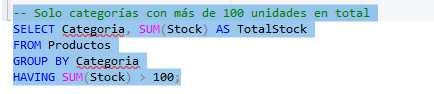 -- Solo categorías con más de 100 unidades en total
SELECT Categoria, SUM(Stock) AS TotalStock
FROM Productos
GROUP BY Categoria
HAVING SUM(Stock) > 100;